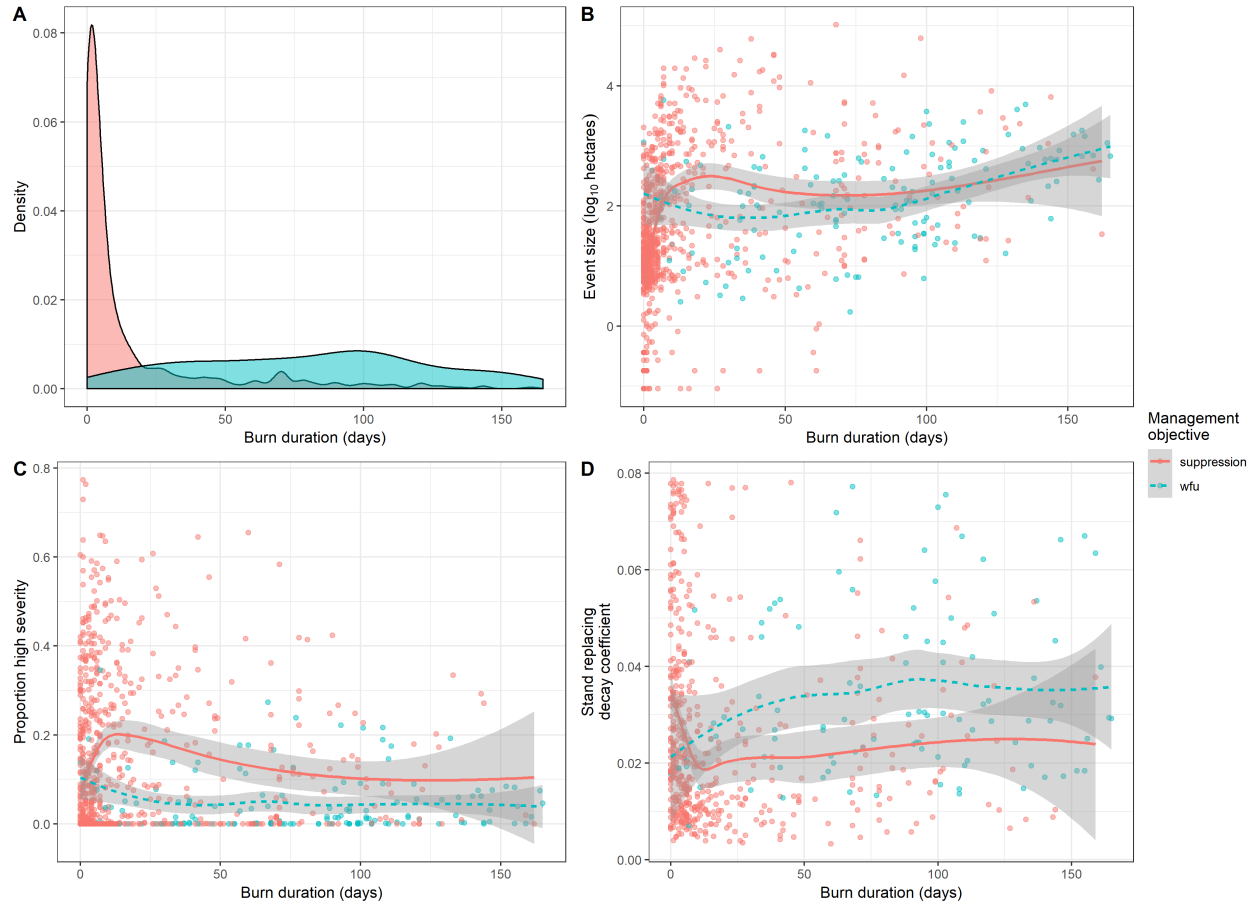 A
0.08
0.06
0.04
0.02
0.00
Density
0
50
100
150
Burn duration (days)
B
4
2
0
Event size (log₁₀ hectares)
0
50
100
150
Burn duration (days)
C
0.8
0.6
0.4
0.2
0.0
Proportion high severity
0
50
100
150
Burn duration (days)
D
0.08
0.06
0.04
0.02
0.00
Stand replacing
decay coefficient
0
50
100
150
Burn duration (days)
Management
objective
suppression
wfu